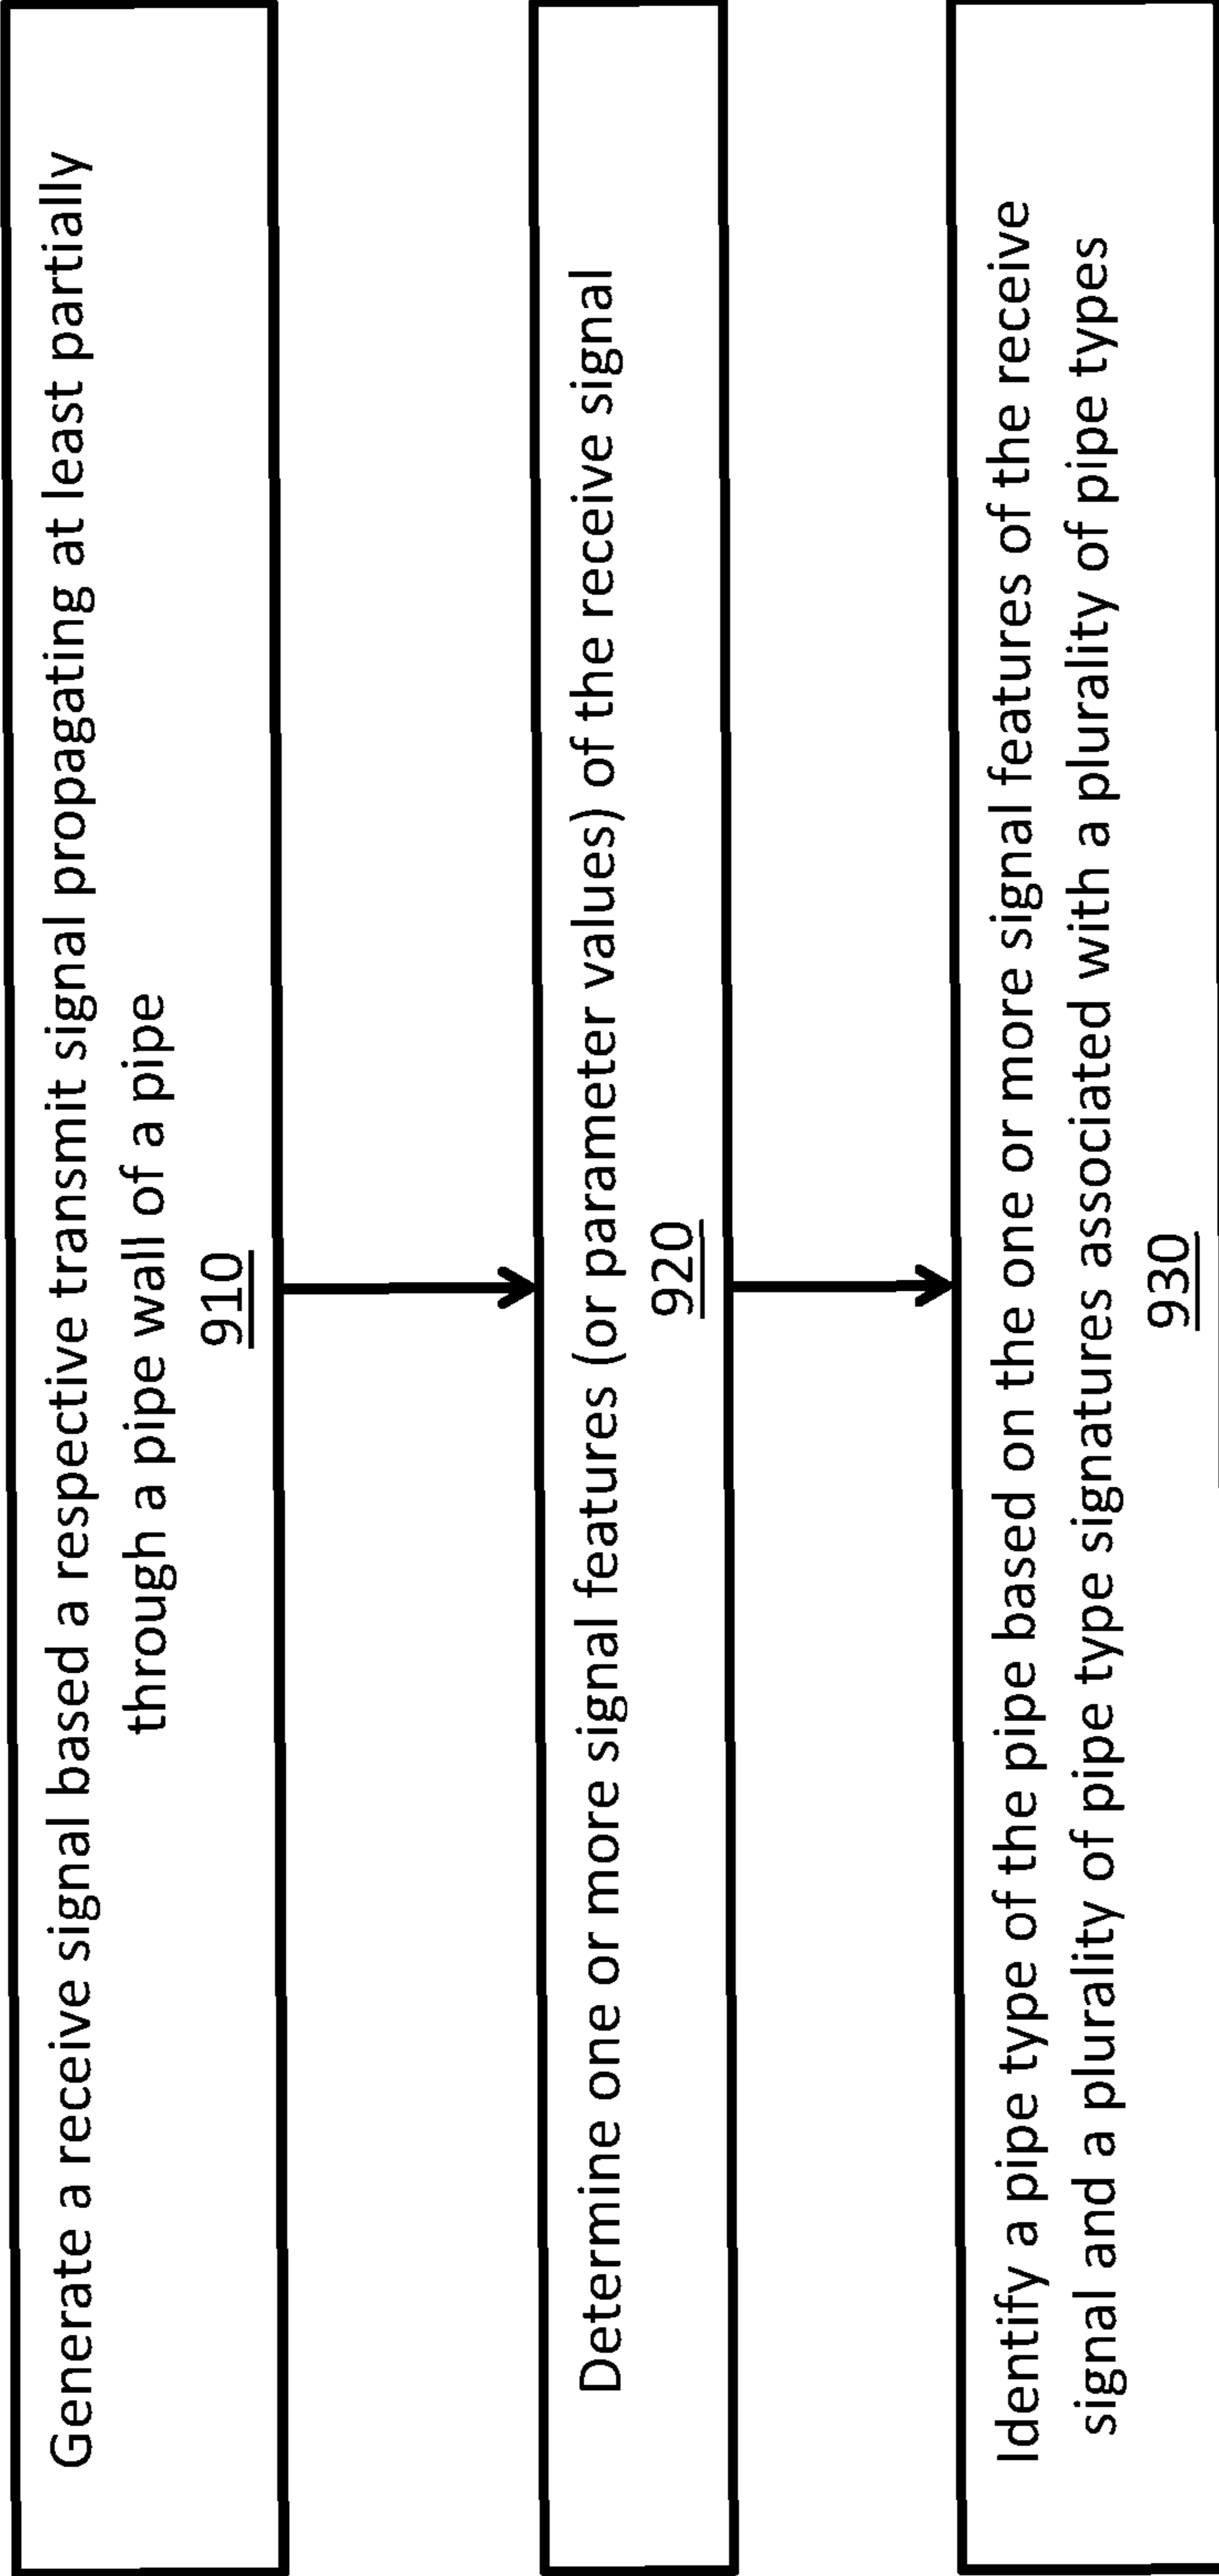 Generate a receive signal based a respective transmit signal propagating at least partially
through a pipe wall of a pipe
910
Determine one or more signal features (or parameter values) of the receive signal
920
Identify a pipe type of the pipe based on the one or more signal features of the receive
signal and a plurality of pipe type signatures associated with a plurality of pipe types
930